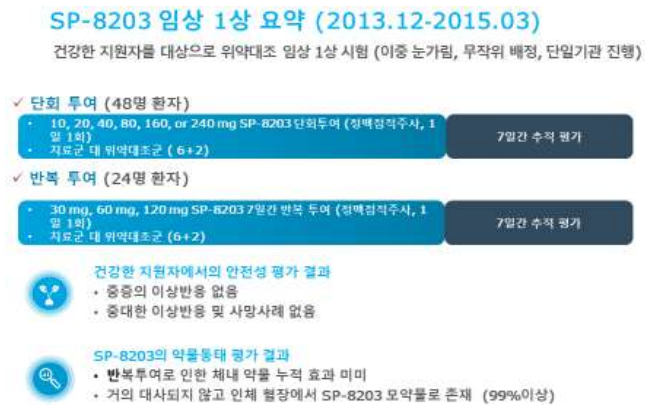 SP-8203 임상 1상 요약 (2013.12-2015.03)
건강한 지원자를 대상으로 위약대조 임상 1상 시험 (이중 눈가림, 무작위 배정, 단일기관 진행)
✓ 단회 투여 (48명 환자)
• 10, 20, 40, 80, 160, or 240 mg SP-8203 단회투여 (정맥점적주사, 1
일 1회)
• 치료군 대 위약대조군 ( 6+2)
7일간 추적 평가
✓ 반복 투여 (24명 환자)
• 30 mg, 60 mg, 120 mg SP-8203 7일간 반복 투여 (정맥점적주사, 1
일 1회)
• 치료군 대 위약대조군 (6+2)
7일간 추적 평가
건강한 지원자에서의 안전성 평가 결과
• 중증의 이상반응 없음
• 중대한 이상반응 및 사망사례 없음
SP-8203의 약물동태 평가 결과
• 반복투여로 인한 체내 약물 누적 효과 미미
• 거의 대사되지 않고 인체 혈장에서 SP-8203 모약물로 존재 (99%이상)